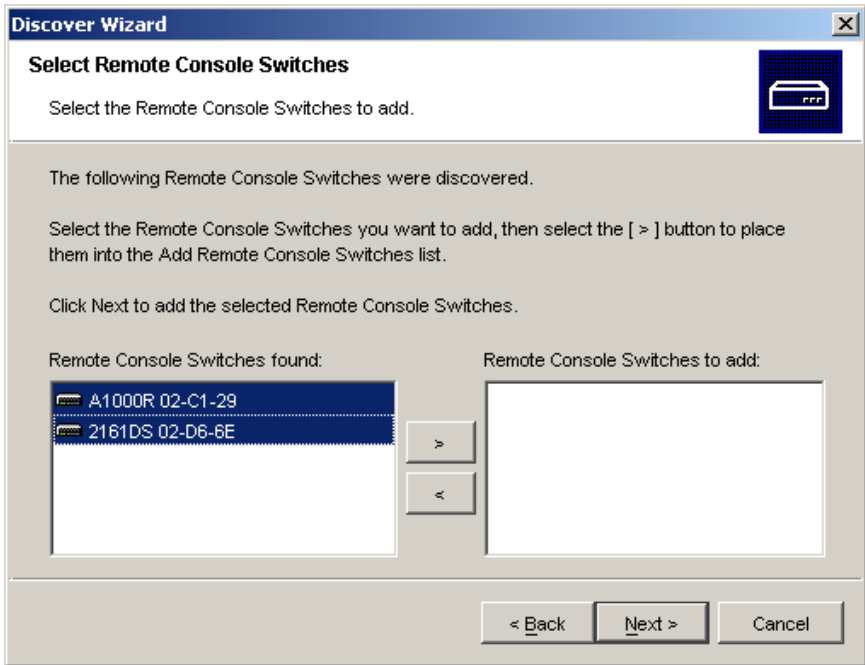 Discover Wizard
Select Remote Console Switches
Select the Remote Console Switches to add.
The following Remote Console Switches were discovered.
Select the Remote Console Switches you want to add, then select the [ > ] button to place
them into the Add Remote Console Switches list.
Click Next to add the selected Remote Console Switches.
Remote Console Switches found:
A1000R 02-C1-29
2161DS 02-D6-6E
>
<
Remote Console Switches to add:
< Back
Next >
Cancel